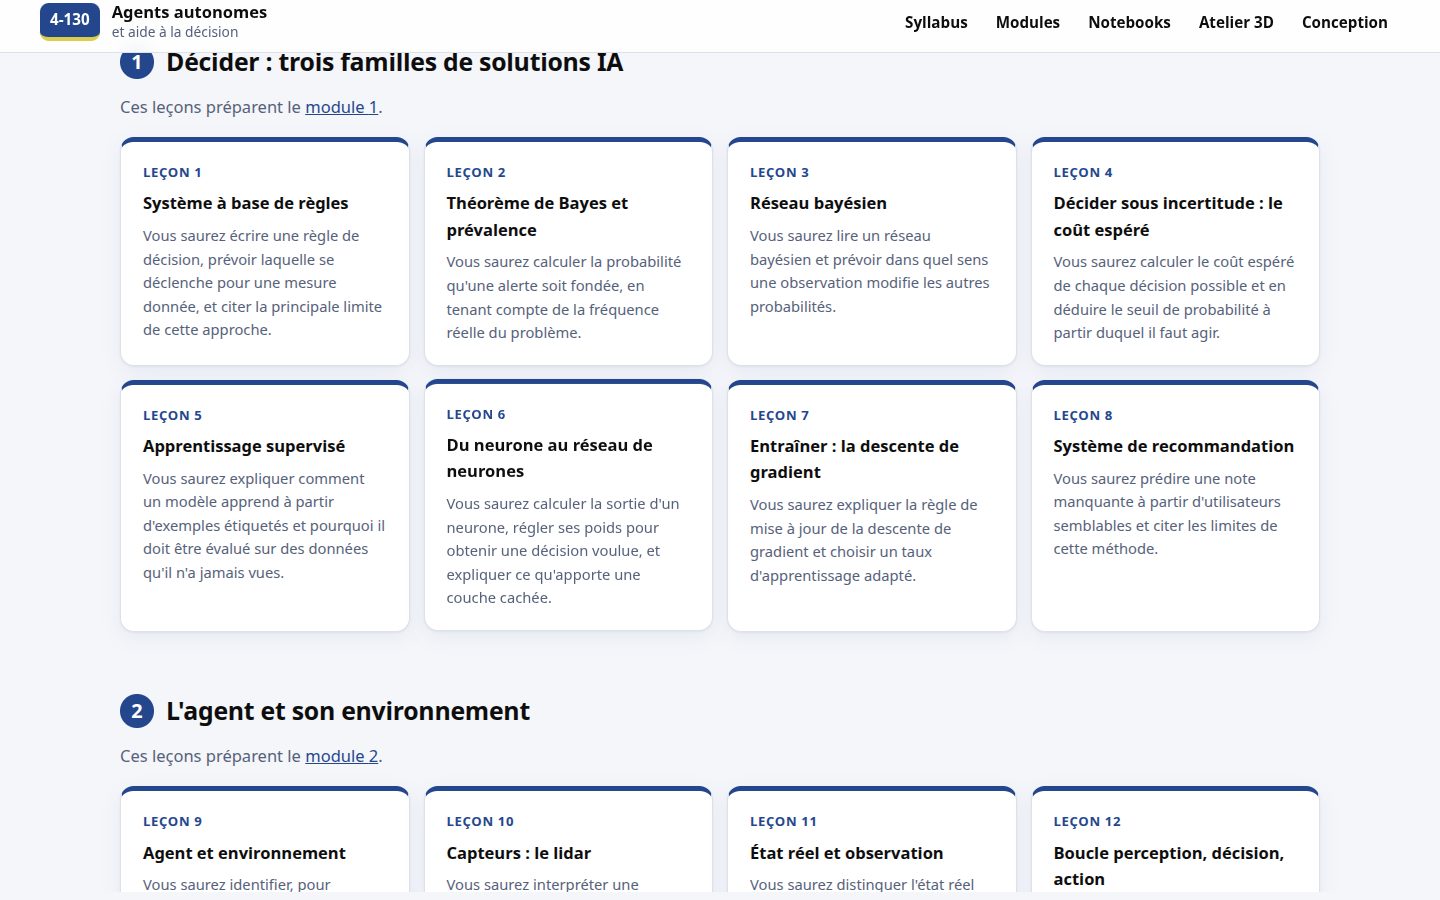 4-130
Agents autonomes
et aide à la décision
Syllabus
Modules
Notebooks
Atelier 3D
Conception
1
Décider : trois familles de solutions IA
Ces leçons préparent le module 1.
LEÇON 1
Système à base de règles
Vous saurez écrire une règle de
décision, prévoir laquelle se
déclenche pour une mesure
donnée, et citer la principale limite
de cette approche.
LEÇON 2
Théorème de Bayes et
prévalence
Vous saurez calculer la probabilité
qu'une alerte soit fondée, en
tenant compte de la fréquence
réelle du problème.
LEÇON 3
Réseau bayésien
Vous saurez lire un réseau
bayésien et prévoir dans quel sens
une observation modifie les autres
probabilités.
LEÇON 4
Décider sous incertitude : le
coût espéré
Vous saurez calculer le coût espéré
de chaque décision possible et en
déduire le seuil de probabilité à
partir duquel il faut agir.
LEÇON 5
Apprentissage supervisé
Vous saurez expliquer comment
un modèle apprend à partir
d'exemples étiquetés et pourquoi il
doit être évalué sur des données
qu'il n'a jamais vues.
LEÇON 6
Du neurone au réseau de
neurones
Vous saurez calculer la sortie d'un
neurone, régler ses poids pour
obtenir une décision voulue, et
expliquer ce qu'apporte une
couche cachée.
LEÇON 7
Entraîner : la descente de
gradient
Vous saurez expliquer la règle de
mise à jour de la descente de
gradient et choisir un taux
d'apprentissage adapté.
LEÇON 8
Système de recommandation
Vous saurez prédire une note
manquante à partir d'utilisateurs
semblables et citer les limites de
cette méthode.
2
L'agent et son environnement
Ces leçons préparent le module 2.
LEÇON 9
Agent et environnement
Vous saurez identifier, pour
LEÇON 10
Capteurs : le lidar
Vous saurez interpréter une
LEÇON 11
État réel et observation
Vous saurez distinguer l'état réel
LEÇON 12
Boucle perception, décision,
action